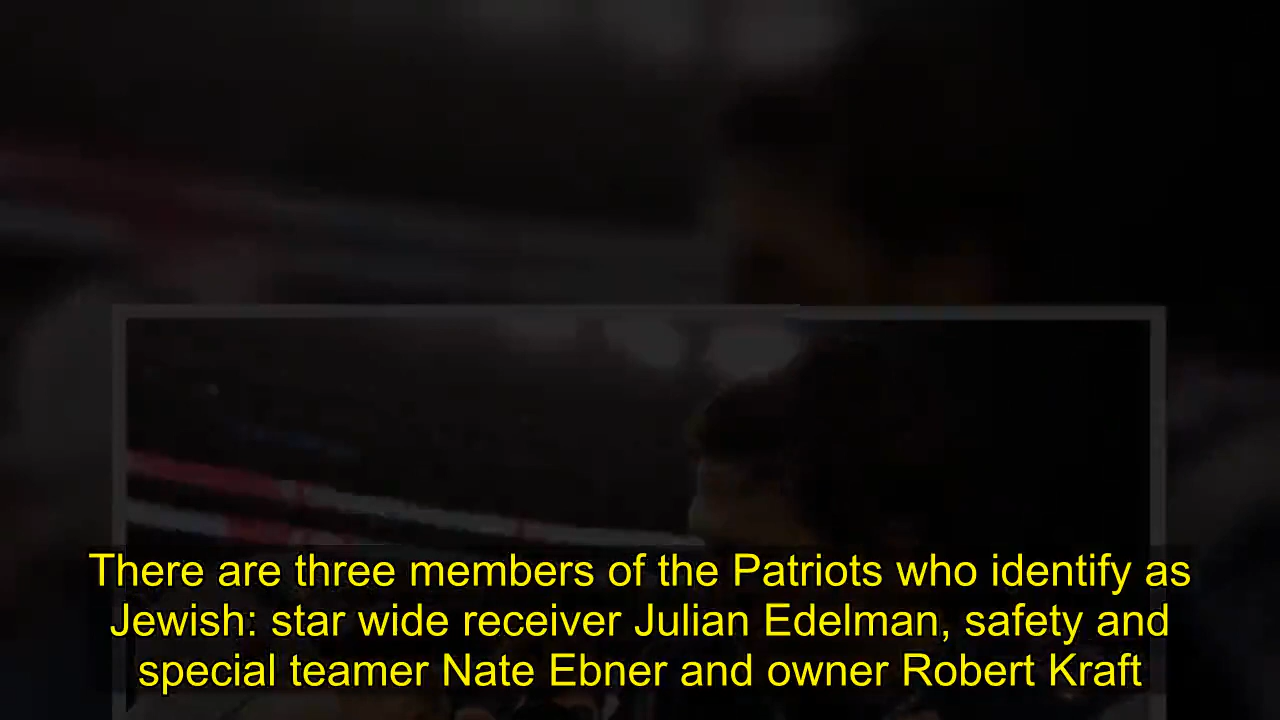 There are three members of the Patriots who identify as
Jewish: star wide receiver Julian Edelman, safety and
special teamer Nate Ebner and owner Robert Kraft